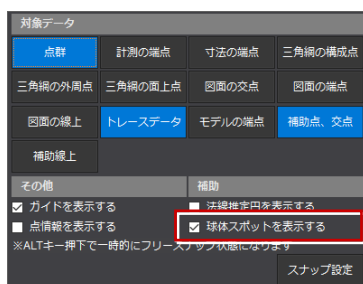 対象データ
点群 計測の端点 寸法の端点 三角網の構成点
三角網の外周点 三角網の面上点 図面の交点 図面の端点
図面の線上 トレースデータ モデルの端点 補助点、交点
補助線上
その他 補助
ガイドを表示する 法線推定円を表示する
点情報を表示する 球体スポットを表示する
※ALTキー押下で一時的にフリースナップ状態になります
スナップ設定